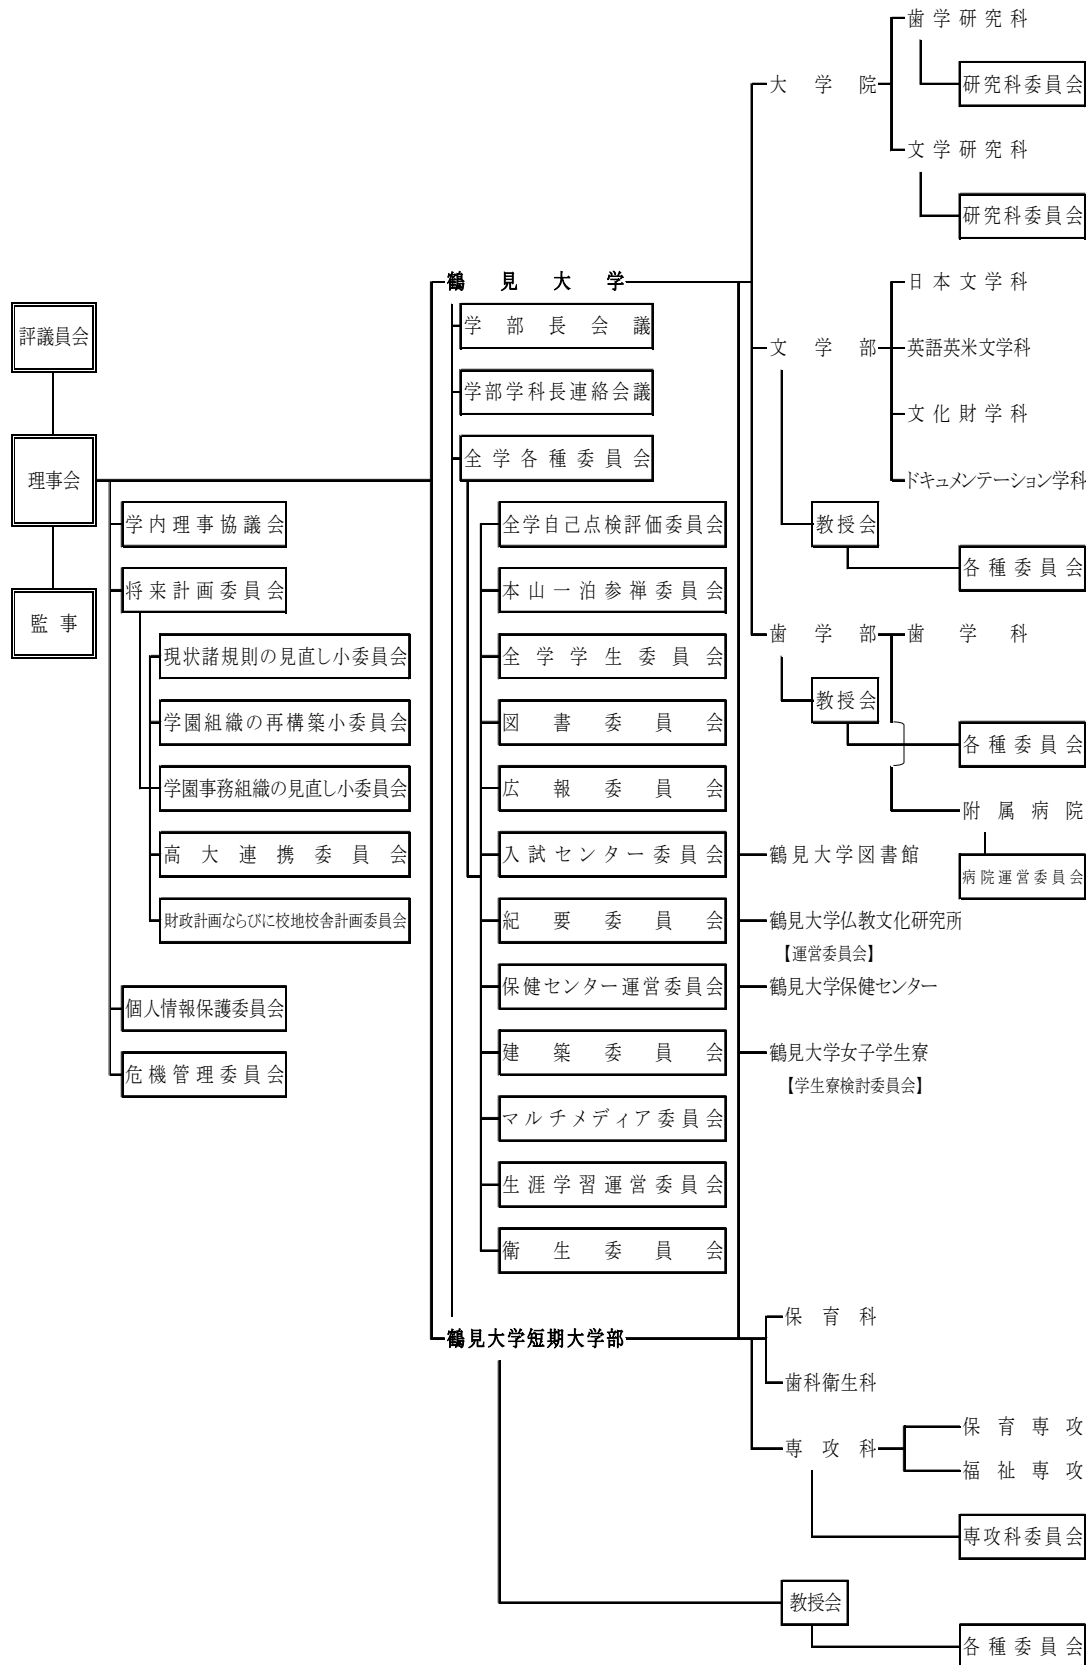 評議員会
理事会
監事
学内理事協議会
将来計画委員会
現状諸規則の見直し小委員会
学園組織の再構築小委員会
学園事務組織の見直し小委員会
高大連携委員会
財政計画ならびに校地校舎計画委員会
個人情報保護委員会
危機管理委員会
鶴見大学
学部長会議
学部学科長連絡会議
全学各種委員会
全学自己点検評価委員会
本山一泊参禅委員会
全学学生委員会
図書委員会
広報委員会
入試センター委員会
紀要委員会
保健センター運営委員会
建築委員会
マルチメディア委員会
生涯学習運営委員会
衛生委員会
大学院
歯学研究科
研究科委員会
文学研究科
研究科委員会
文学部
日本文学科
英語英米文学科
文化財学科
ドキュメンテーション学科
教授会
各種委員会
歯学部
歯学科
教授会
各種委員会
附属病院
病院運営委員会
鶴見大学図書館
鶴見大学仏教文化研究所
【運営委員会】
鶴見大学保健センター
鶴見大学女子学生寮
【学生寮検討委員会】
鶴見大学短期大学部
保育科
歯科衛生科
専攻科
保育専攻
福祉専攻
専攻科委員会
教授会
各種委員会